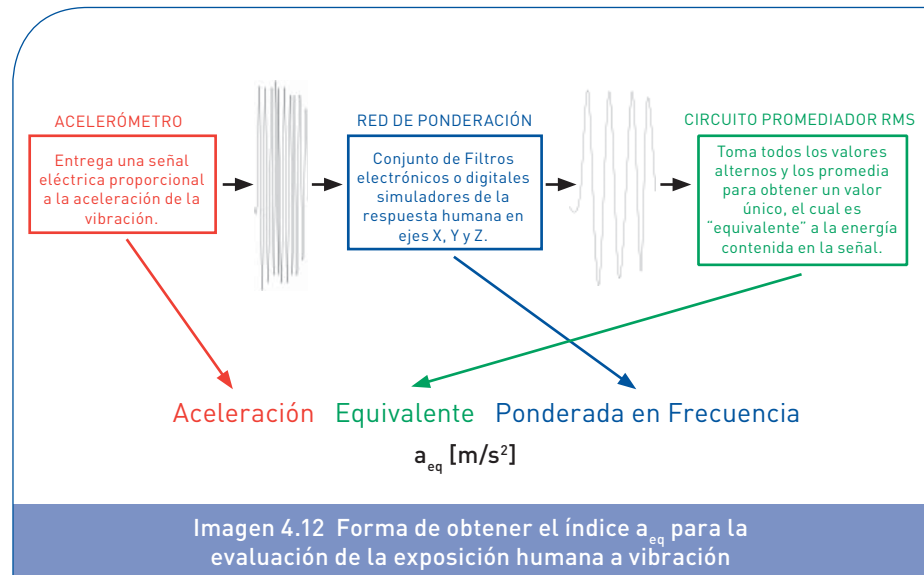 ACELERÓMETRO
Entrega una señal
eléctrica proporcional
a la aceleración de la
vibración.
RED DE PONDERACIÓN
Conjunto de Filtros
electrónicos o digitales
simuladores de la
respuesta humana en
ejes X, Y y Z.
CIRCUITO PROMEDIADOR RMS
Toma todos los valores
alternos y los promedia
para obtener un valor
único, el cual es
"equivalente" a la energía
contenida en la señal.
Aceleración Equivalente Ponderada en Frecuencia
a_eq [m/s²]
Imagen 4.12 Forma de obtener el índice a_eq para la
evaluación de la exposición humana a vibración